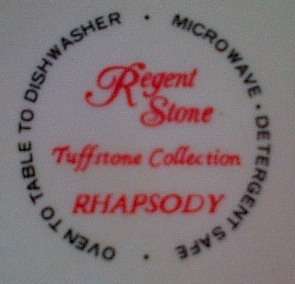 OVEN TO TABLE TO DISHWASHER • MICROWAVE • DETERGENT SAFE •
Regent
Stone
Tuffstone Collection
RHAPSODY